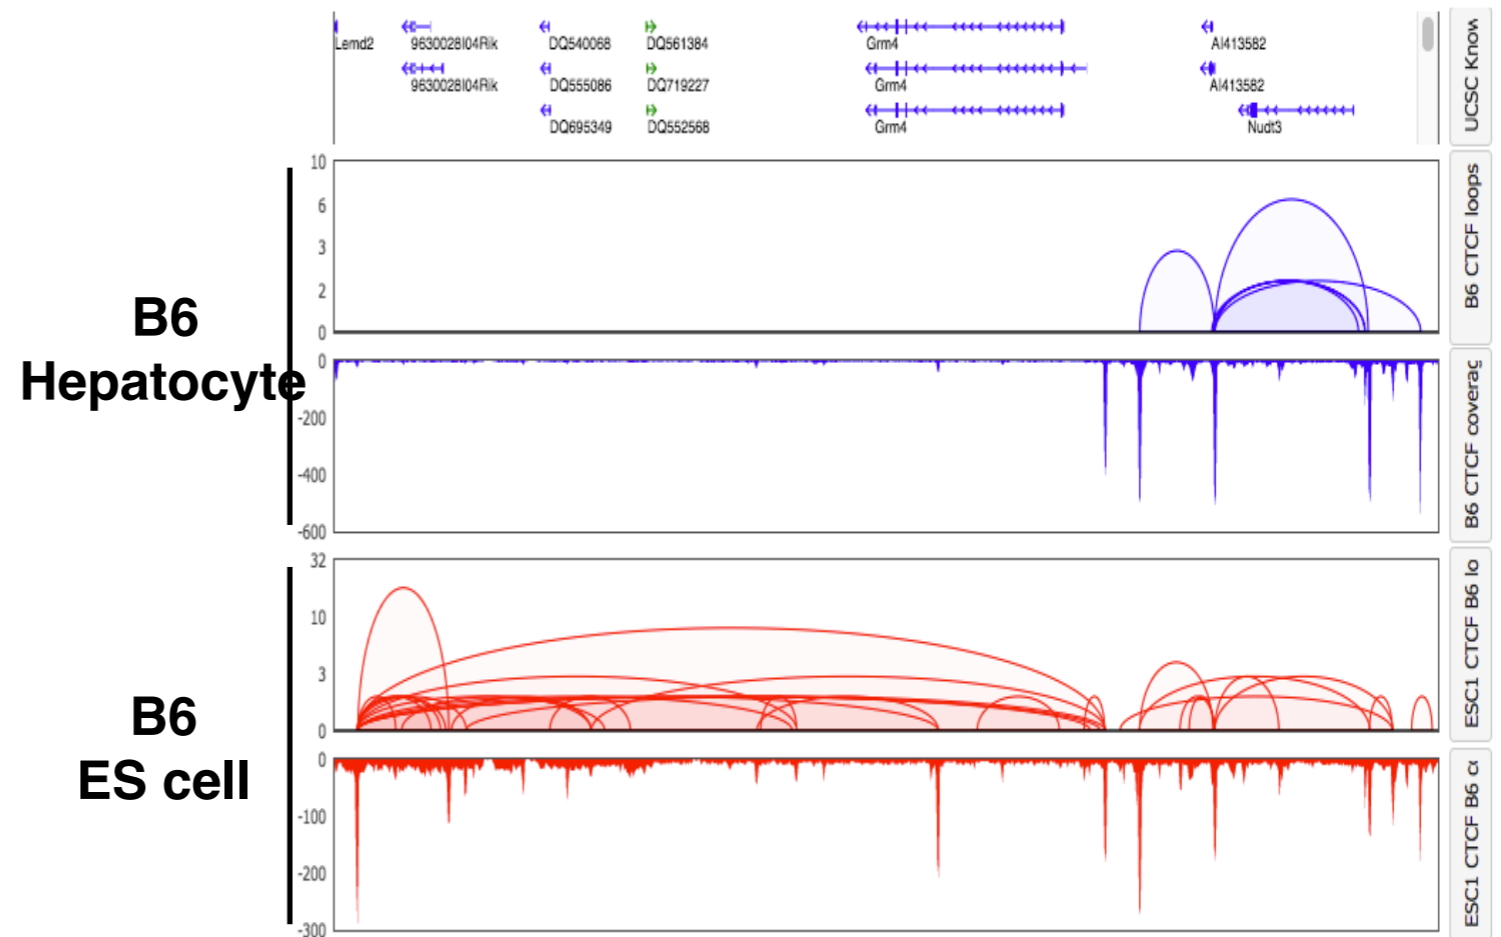 Lemd2
9630028I04Rik
DQ540068
DQ561384
Grm4
AI413582
9630028I04Rik
DQ555086
DQ719227
Grm4
AI413582
DQ695349
DQ552568
Grm4
Nudt3
UCSC Know
B6
Hepatocyte
10
6
3
2
0
B6 CTCF loops
0
-200
-400
-600
B6 CTCF coverag
B6
ES cell
32
10
3
0
ESC1 CTCF B6 lo
0
-100
-200
-300
ESC1 CTCF B6 co